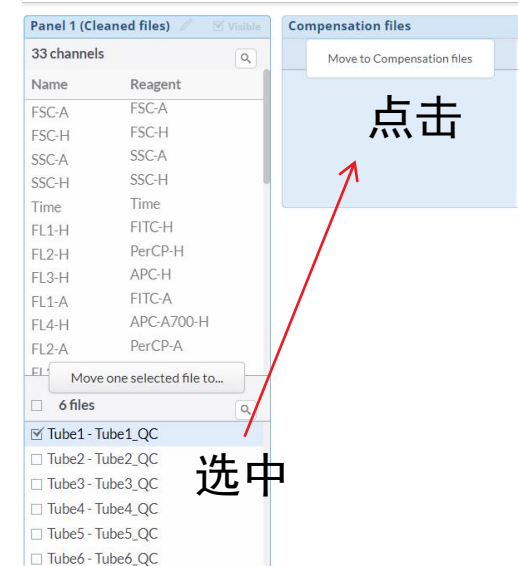 Panel 1 (Cleaned files) Visible
33 channels
Name Reagent
FSC-A FSC-A
FSC-H FSC-H
SSC-A SSC-A
SSC-H SSC-H
Time Time
FL1-H FITC-H
FL2-H PerCP-H
FL3-H APC-H
FL1-A FITC-A
FL4-H APC-A700-H
FL2-A PerCP-A
Move one selected file to...
6 files
Tube1 - Tube1_QC
Tube2 - Tube2_QC
Tube3 - Tube3_QC
Tube4 - Tube4_QC
Tube5 - Tube5_QC
Tube6 - Tube6_QC
选中
Compensation files
Move to Compensation files
点击